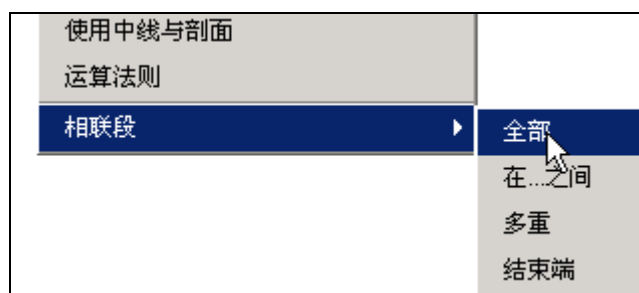 使用中线与剖面
运算法则
相联段
全部
在...之间
多重
结束端